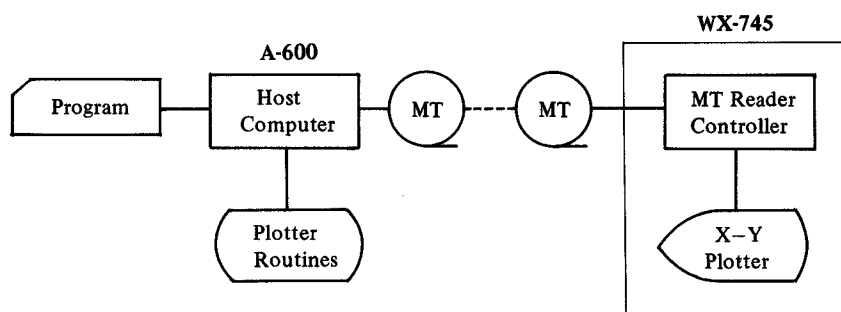 WX-745
A-600
Program
Host
Computer
MT
MT
MT Reader
Controller
Plotter
Routines
X–Y
Plotter